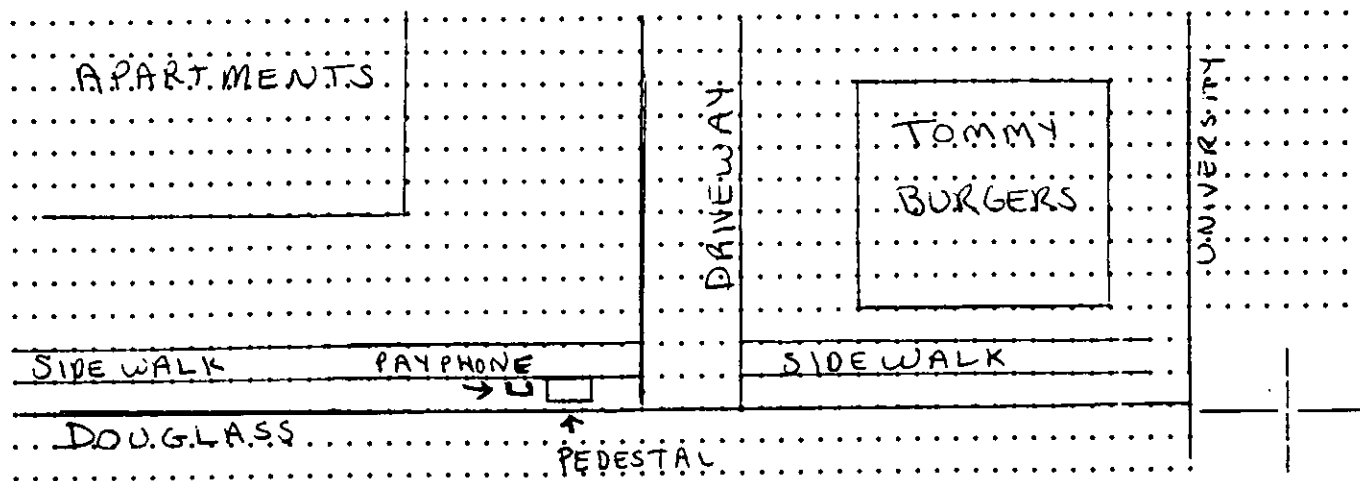 APARTMENTS
DRIVEWAY
TOMMY
BURGERS
UNIVERSITY
SIDEWALK
PAYPHONE
SIDEWALK
DOUGLASS
PEDESTAL